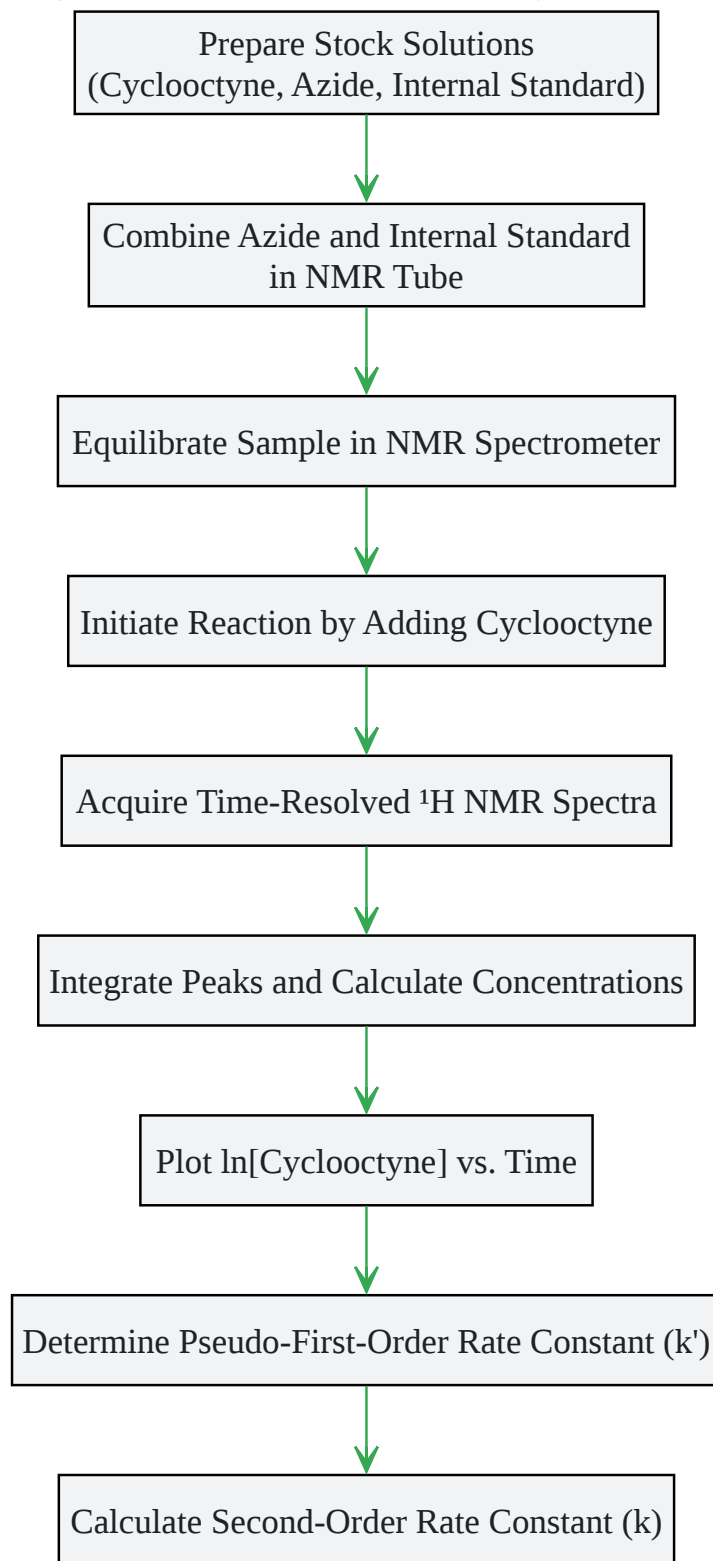 Prepare Stock Solutions
(Cyclooctyne, Azide, Internal Standard)
Combine Azide and Internal Standard
in NMR Tube
Equilibrate Sample in NMR Spectrometer
Initiate Reaction by Adding Cyclooctyne
Acquire Time-Resolved ¹H NMR Spectra
Integrate Peaks and Calculate Concentrations
Plot ln[Cyclooctyne] vs. Time
Determine Pseudo-First-Order Rate Constant (k')
Calculate Second-Order Rate Constant (k)